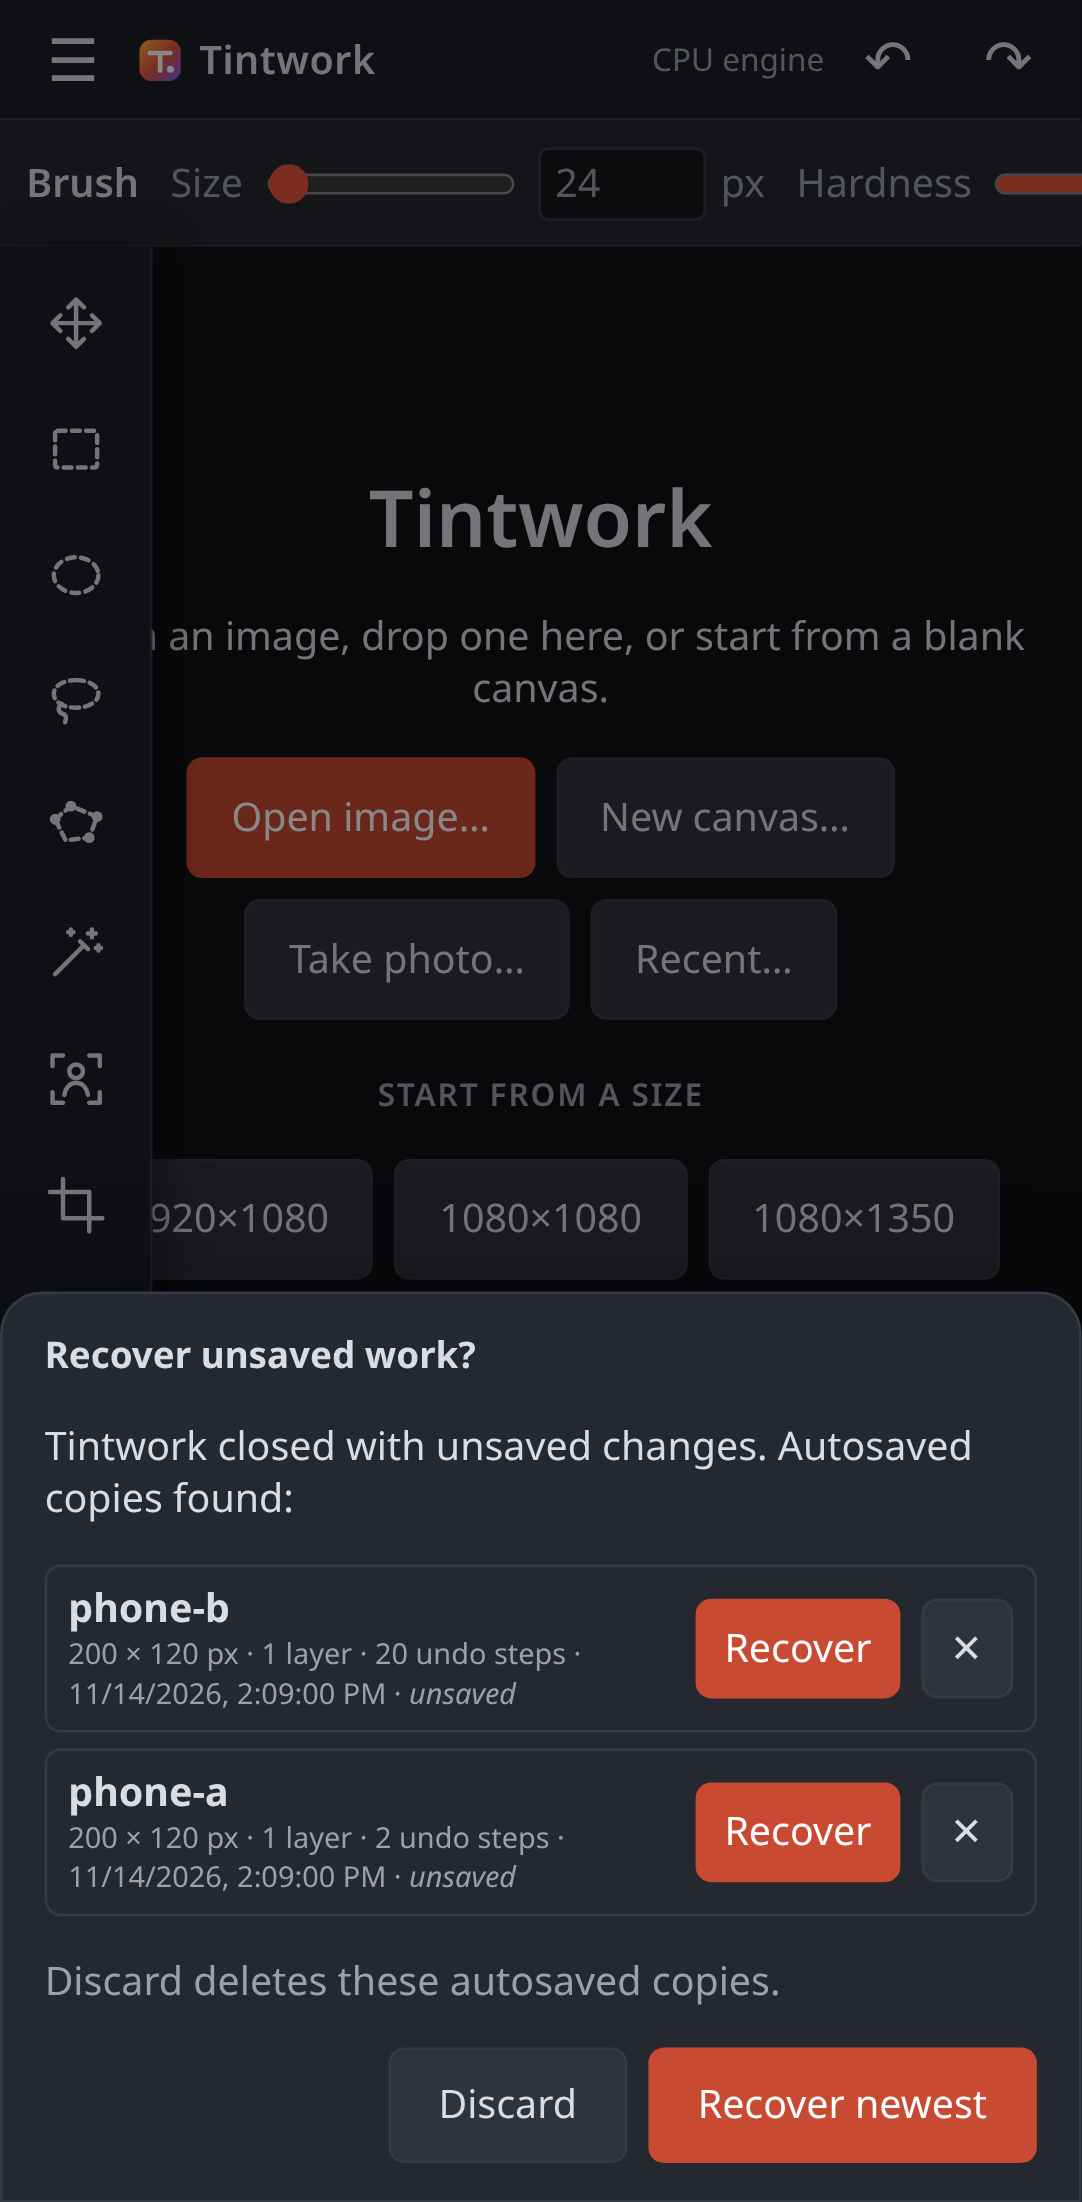 Tintwork
CPU engine
Brush Size 24 px Hardness
Tintwork
an image, drop one here, or start from a blank
canvas.
Open image...
New canvas...
Take photo...
Recent...
START FROM A SIZE
920×1080
1080×1080
1080×1350
Recover unsaved work?
Tintwork closed with unsaved changes. Autosaved
copies found:
phone-b
200 × 120 px · 1 layer · 20 undo steps ·
11/14/2026, 2:09:00 PM · unsaved
Recover
×
phone-a
200 × 120 px · 1 layer · 2 undo steps ·
11/14/2026, 2:09:00 PM · unsaved
Recover
×
Discard deletes these autosaved copies.
Discard
Recover newest